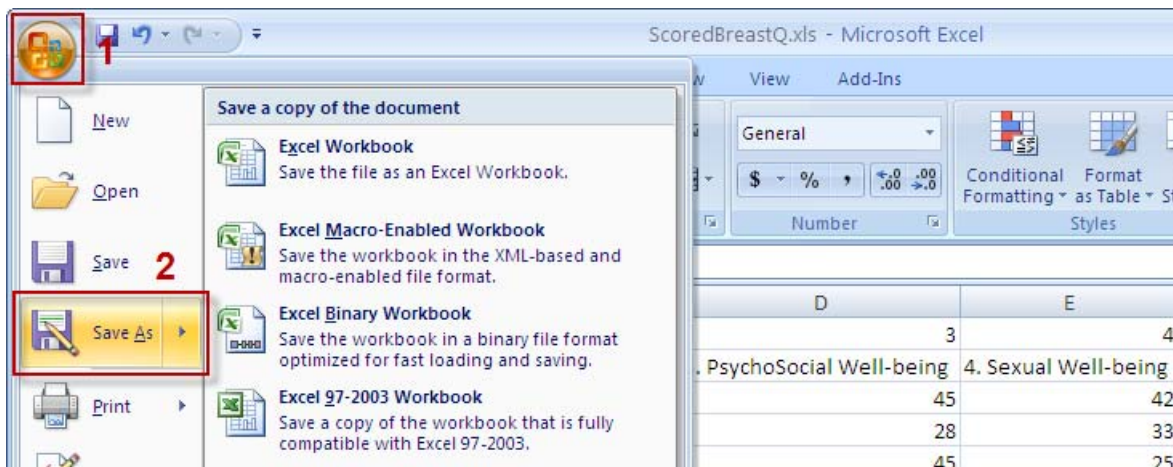 ScoredBreastQ.xls - Microsoft Excel
1
View Add-Ins
New
Open
Save
2
Save As
Print
Save a copy of the document
Excel Workbook
Save the file as an Excel Workbook.
Excel Macro-Enabled Workbook
Save the workbook in the XML-based and
macro-enabled file format.
Excel Binary Workbook
Save the workbook in a binary file format
optimized for fast loading and saving.
Excel 97-2003 Workbook
Save a copy of the workbook that is fully
compatible with Excel 97-2003.
General
$ % , .0 .00 .00 .0
Number
Conditional Format
Formatting as Table
Styles
D E
3 4
. PsychoSocial Well-being 4. Sexual Well-being
45 42
28 33
45 25